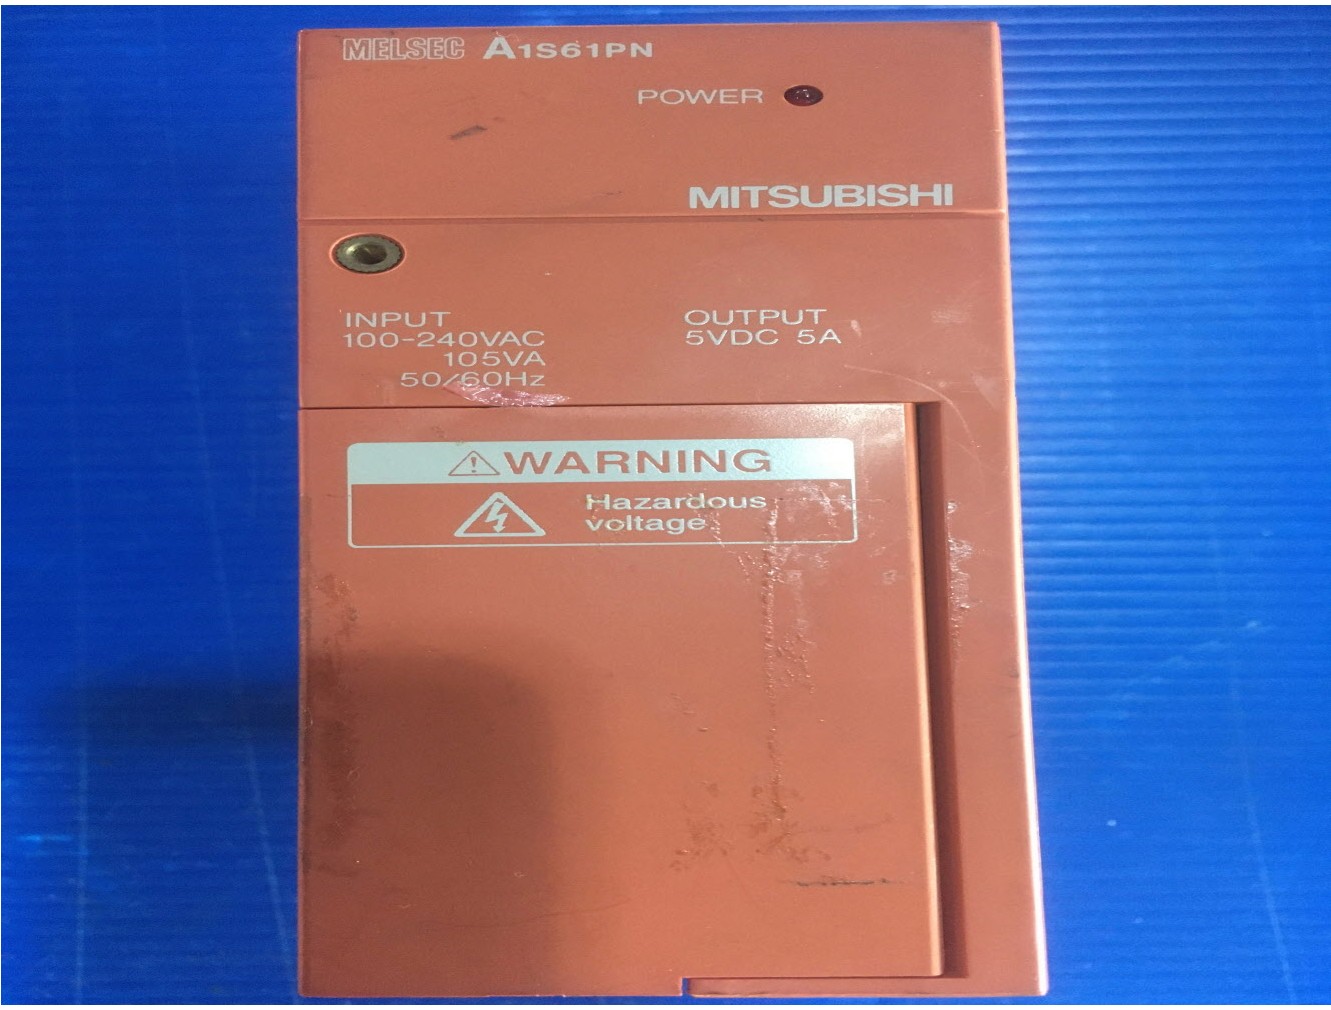 MELSEC A1S61PN
POWER
MITSUBISHI
INPUT
100-240VAC
105VA
50/60Hz
OUTPUT
5VDC 5A
WARNING
Hazardous
voltage.